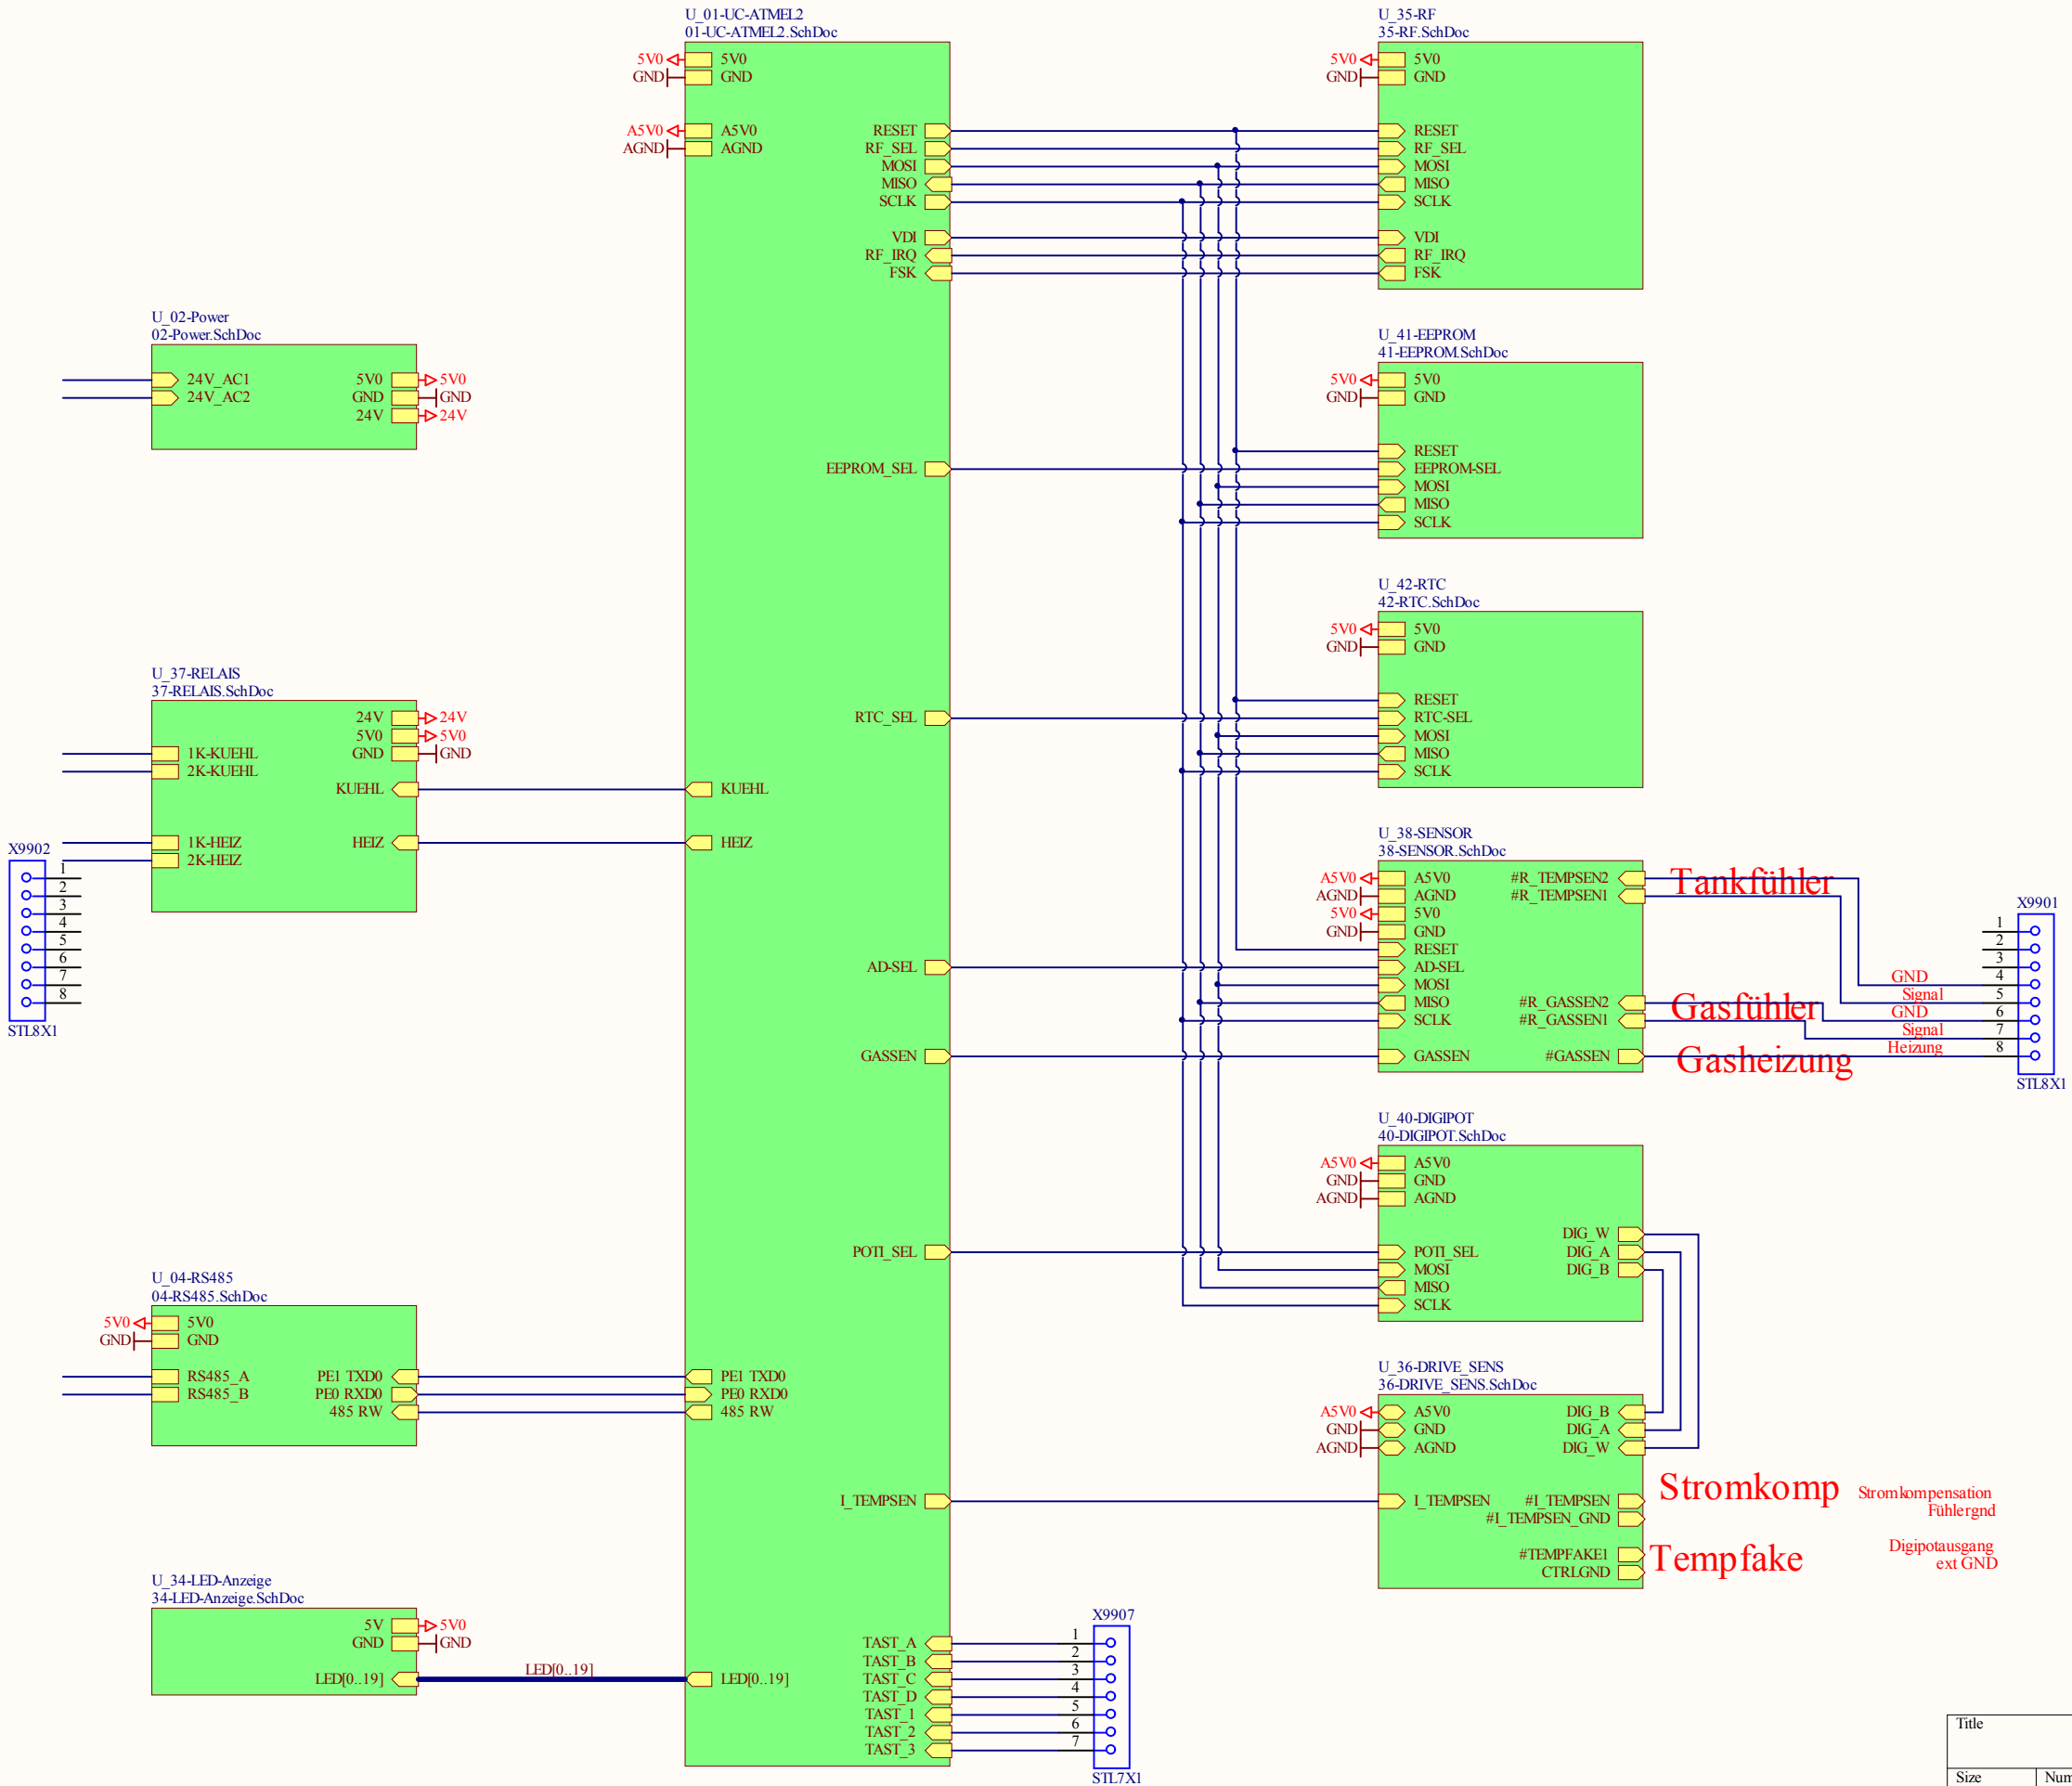 U_01-UC-ATMEL2
01-UC-ATMEL2.SchDoc
5V0 5V0
GND GND
A5V0 A5V0
AGND AGND
RESET
RF_SEL
MOSI
MISO
SCLK
VDI
RF_IRQ
FSK
EEPROM_SEL
RTC_SEL
KUEHL
HEIZ
AD-SEL
GASSEN
POTI_SEL
PE1 TXD0
PE0 RXD0
485 RW
I_TEMPSEN
TAST_A
TAST_B
TAST_C
TAST_D
TAST_1
TAST_2
TAST_3
LED[0..19]
U_02-Power
02-Power.SchDoc
24V_AC1 5V0 5V0
24V_AC2 GND GND
24V 24V
U_37-RELAIS
37-RELAIS.SchDoc
24V 24V
5V0 5V0
1K-KUEHL GND GND
2K-KUEHL
KUEHL
1K-HEIZ HEIZ
2K-HEIZ
X9902
1
2
3
4
5
6
7
8
STL8X1
U_04-RS485
04-RS485.SchDoc
5V0 5V0
GND GND
RS485_A PE1 TXD0
RS485_B PE0 RXD0
485 RW
U_34-LED-Anzeige
34-LED-Anzeige.SchDoc
5V 5V0
GND GND
LED[0..19] LED[0..19]
U_35-RF
35-RF.SchDoc
5V0 5V0
GND GND
RESET
RF_SEL
MOSI
MISO
SCLK
VDI
RF_IRQ
FSK
U_41-EEPROM
41-EEPROM.SchDoc
5V0 5V0
GND GND
RESET
EEPROM-SEL
MOSI
MISO
SCLK
U_42-RTC
42-RTC.SchDoc
5V0 5V0
GND GND
RESET
RTC-SEL
MOSI
MISO
SCLK
U_38-SENSOR
38-SENSOR.SchDoc
A5V0 A5V0 #R_TEMPSEN2
AGND AGND #R_TEMPSEN1
5V0 5V0
GND GND
RESET
AD-SEL
MOSI
MISO #R_GASSEN2
SCLK #R_GASSEN1
GASSEN #GASSEN
Tankfühler
Gasfühler
Gasheizung
GND
Signal
GND
Signal
Heizung
X9901
1
2
3
4
5
6
7
8
STL8X1
U_40-DIGIPOT
40-DIGIPOT.SchDoc
A5V0 A5V0
GND GND
AGND AGND
DIG_W
POTI_SEL DIG_A
MOSI DIG_B
MISO
SCLK
U_36-DRIVE_SENS
36-DRIVE_SENS.SchDoc
A5V0 A5V0 DIG_B
GND GND DIG_A
AGND AGND DIG_W
I_TEMPSEN #I_TEMPSEN
#I_TEMPSEN_GND
#TEMPFAKE1
CTRLGND
Stromkomp
Stromkompensation
Fühlergnd
Tempfake
Digipotausgang
ext GND
X9907
1
2
3
4
5
6
7
STL7X1
Title
Size